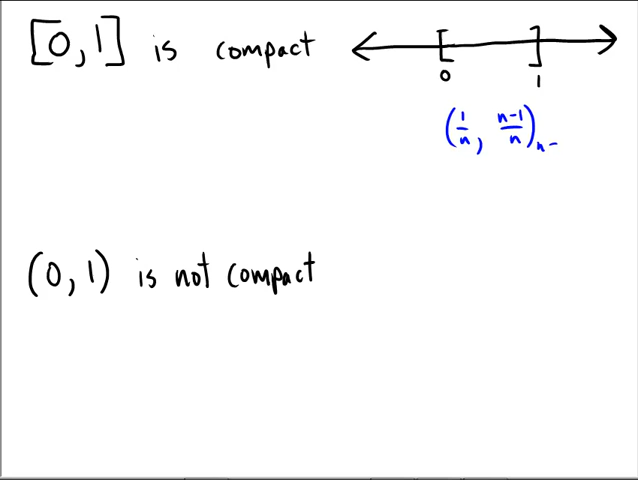 [0, 1] is compact
0 1
(1/n, n-1/n)n-
(0, 1) is not compact